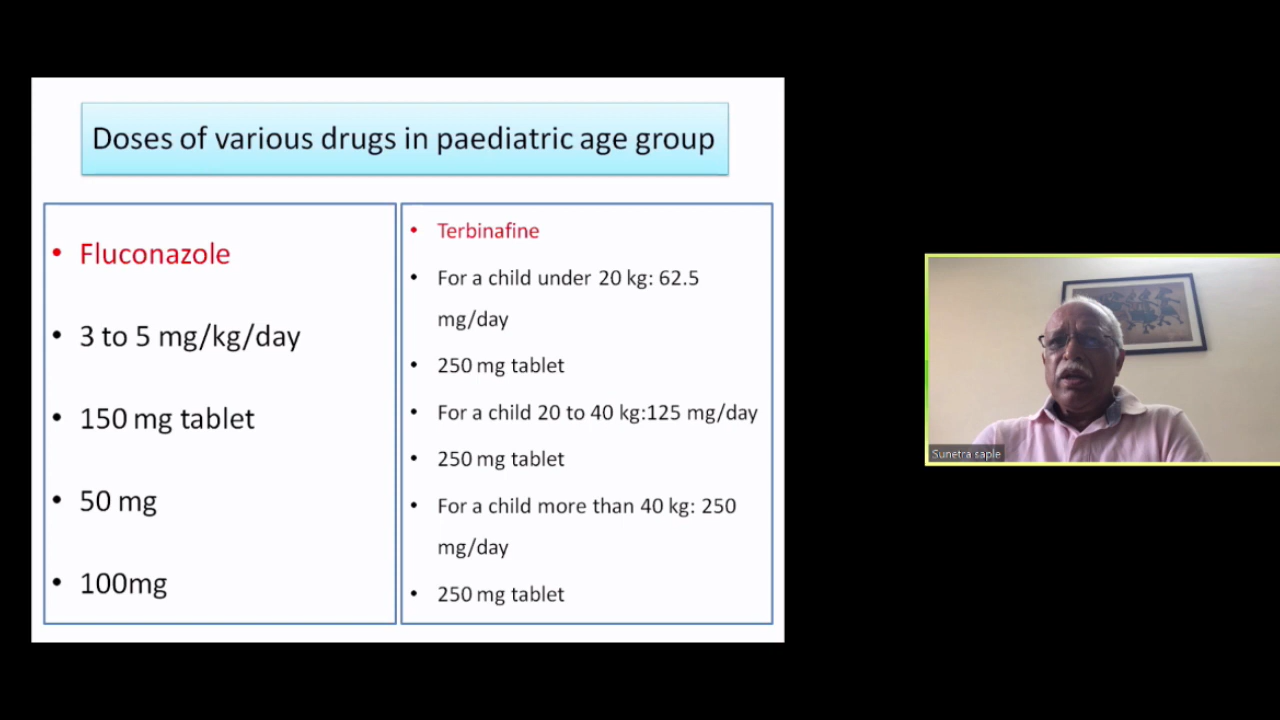 Doses of various drugs in paediatric age group
• Fluconazole
• 3 to 5 mg/kg/day
• 150 mg tablet
• 50 mg
• 100mg
• Terbinafine
• For a child under 20 kg: 62.5
mg/day
• 250 mg tablet
• For a child 20 to 40 kg:125 mg/day
• 250 mg tablet
• For a child more than 40 kg: 250
mg/day
• 250 mg tablet
Sunetra saple